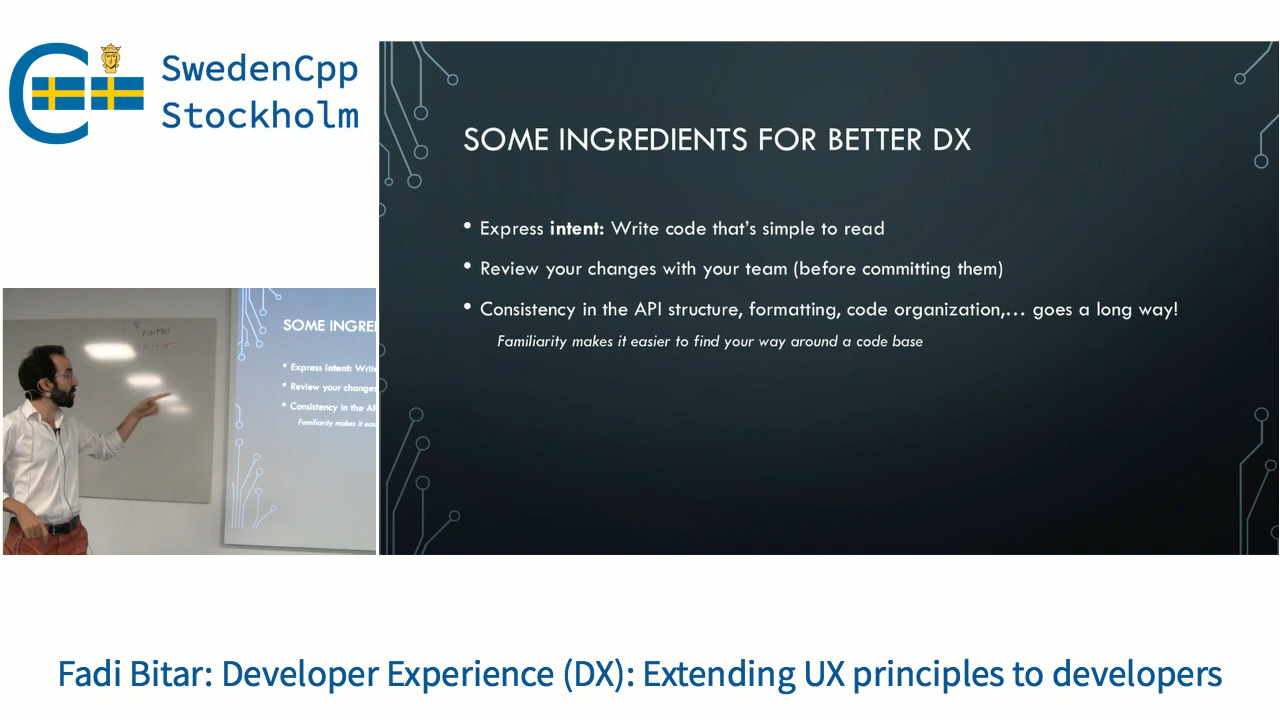 SwedenCpp
Stockholm
SOME INGREDIENTS FOR BETTER DX
• Express intent: Write code that's simple to read
• Review your changes with your team (before committing them)
• Consistency in the API structure, formatting, code organization,... goes a long way!
Familiarity makes it easier to find your way around a code base
SOME INGRE
• Express intent: Write
• Review your changes
• Consistency in the AP
Familiarity makes it eas
Fadi Bitar: Developer Experience (DX): Extending UX principles to developers